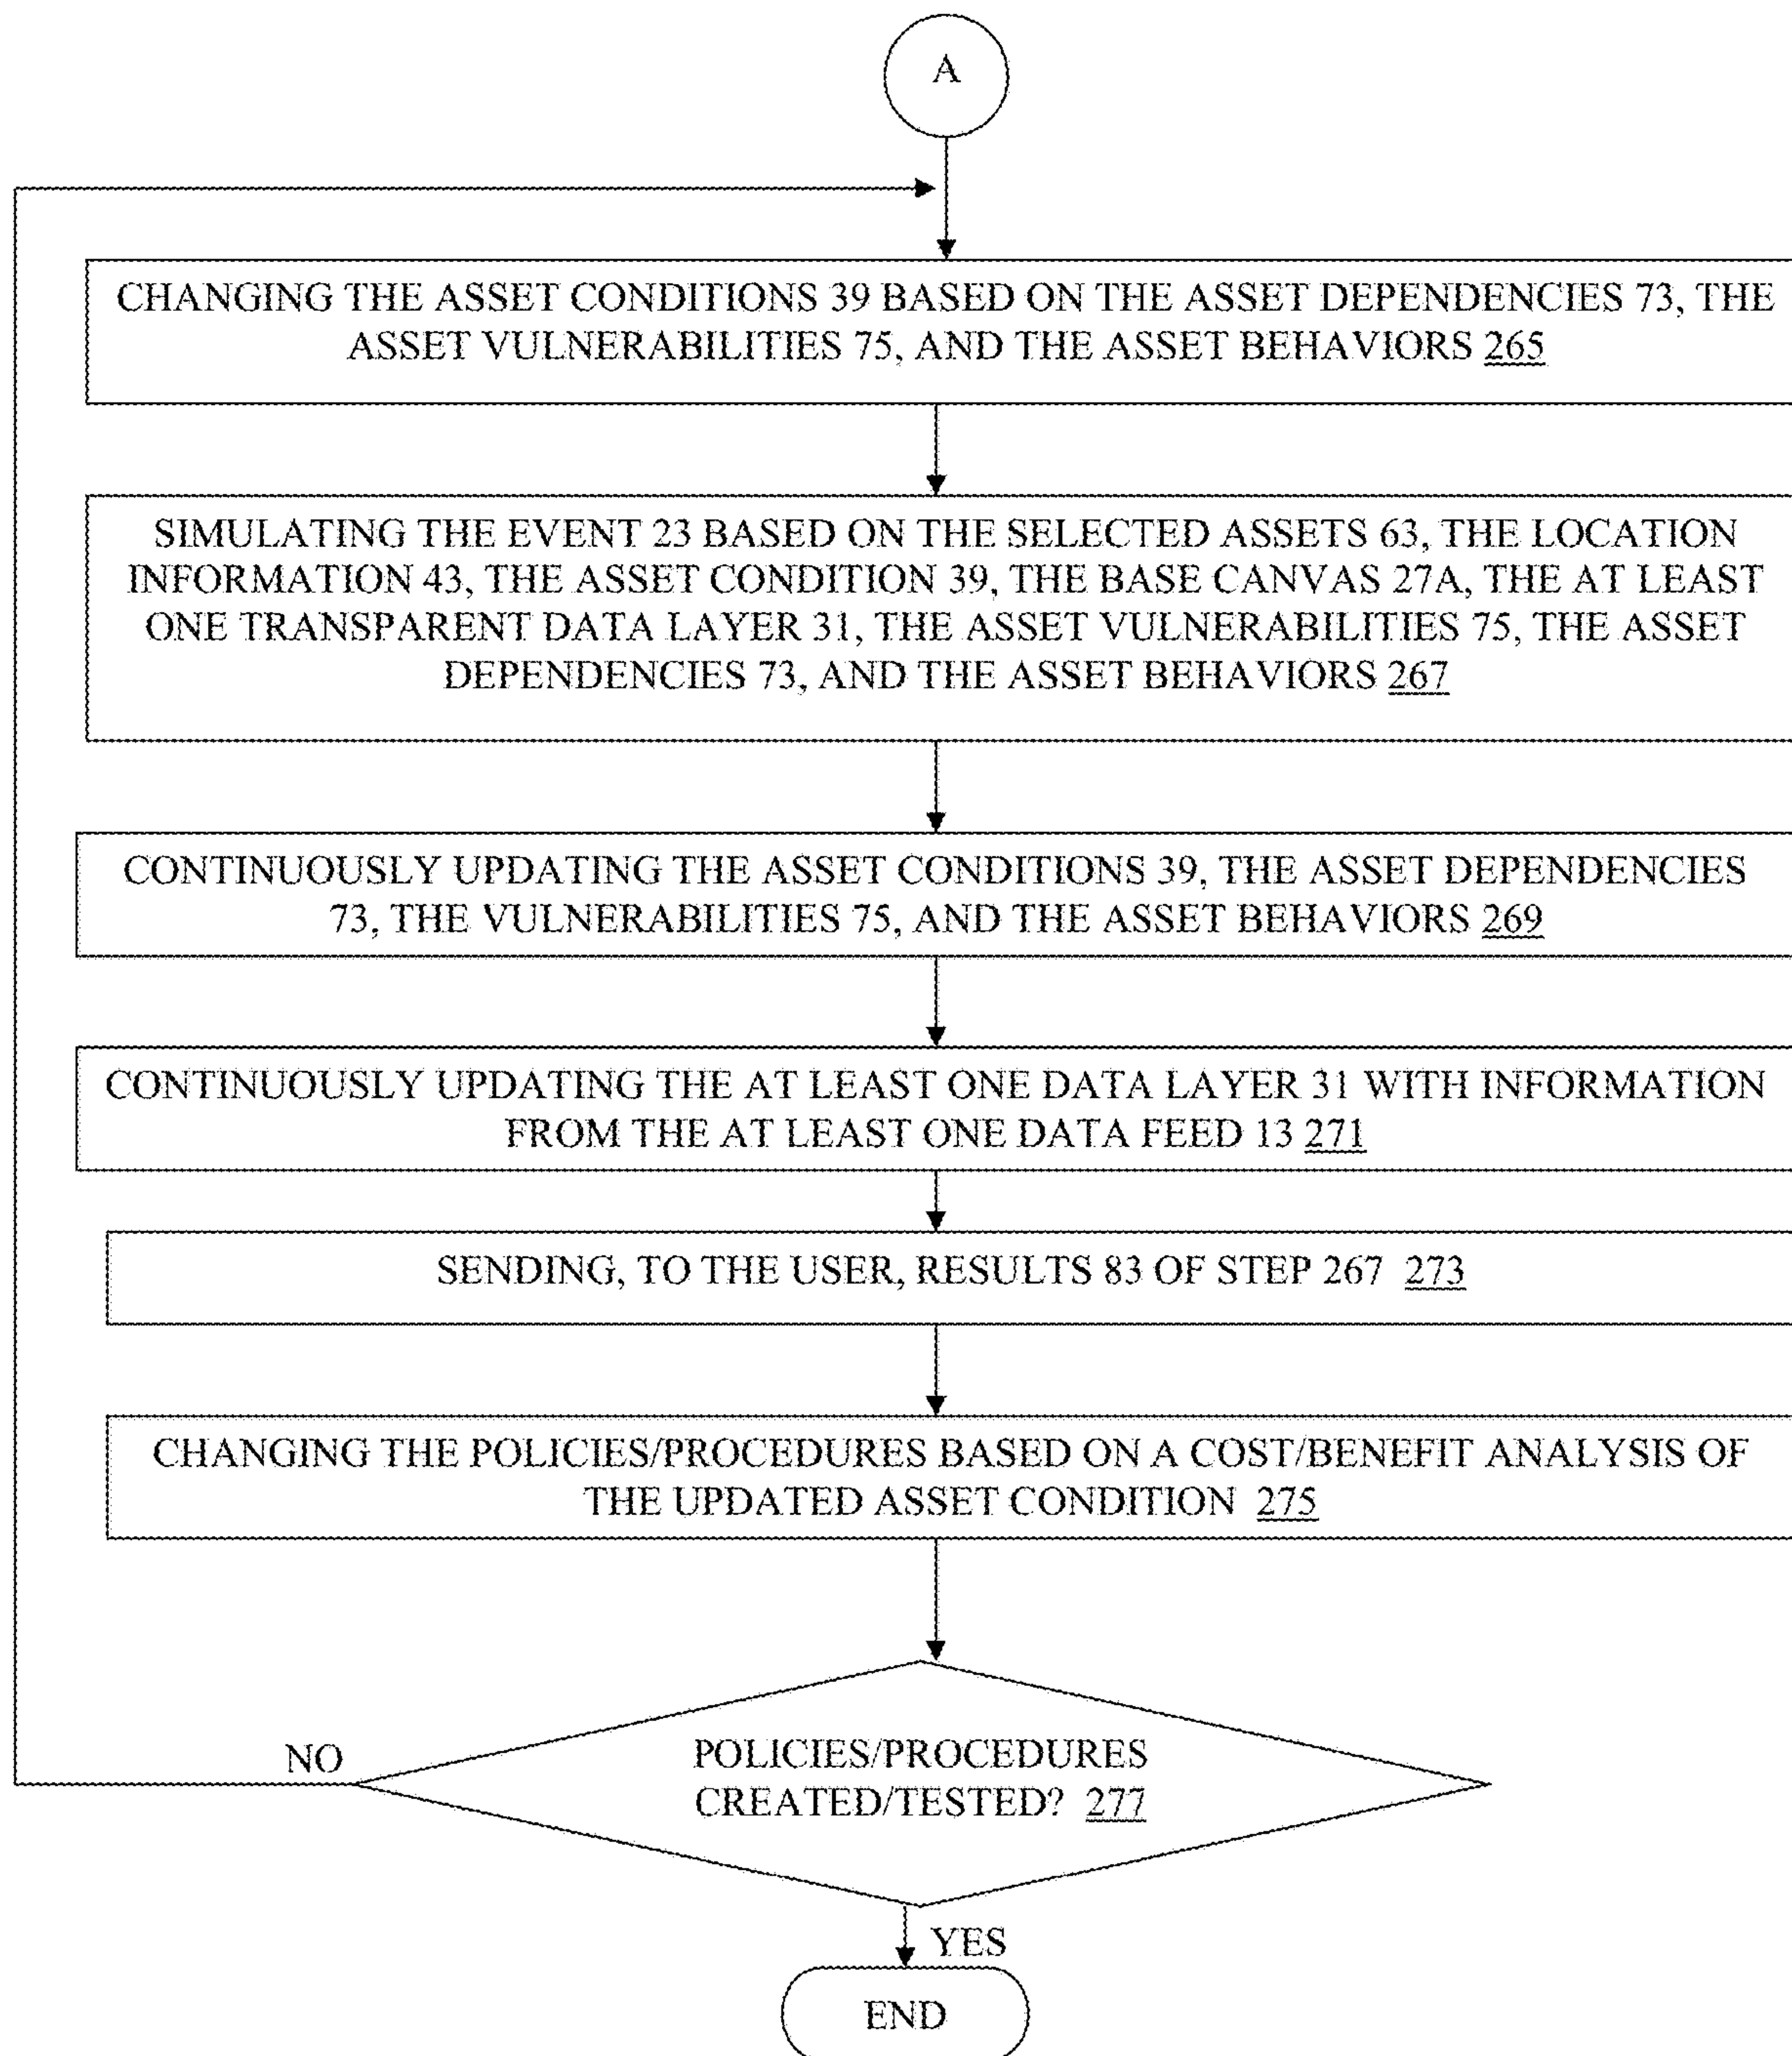 A
CHANGING THE ASSET CONDITIONS 39 BASED ON THE ASSET DEPENDENCIES 73, THE
ASSET VULNERABILITIES 75, AND THE ASSET BEHAVIORS 265
SIMULATING THE EVENT 23 BASED ON THE SELECTED ASSETS 63, THE LOCATION
INFORMATION 43, THE ASSET CONDITION 39, THE BASE CANVAS 27A, THE AT LEAST
ONE TRANSPARENT DATA LAYER 31, THE ASSET VULNERABILITIES 75, THE ASSET
DEPENDENCIES 73, AND THE ASSET BEHAVIORS 267
CONTINUOUSLY UPDATING THE ASSET CONDITIONS 39, THE ASSET DEPENDENCIES
73, THE VULNERABILITIES 75, AND THE ASSET BEHAVIORS 269
CONTINUOUSLY UPDATING THE AT LEAST ONE DATA LAYER 31 WITH INFORMATION
FROM THE AT LEAST ONE DATA FEED 13 271
SENDING, TO THE USER, RESULTS 83 OF STEP 267 273
CHANGING THE POLICIES/PROCEDURES BASED ON A COST/BENEFIT ANALYSIS OF
THE UPDATED ASSET CONDITION 275
NO
POLICIES/PROCEDURES
CREATED/TESTED? 277
YES
END